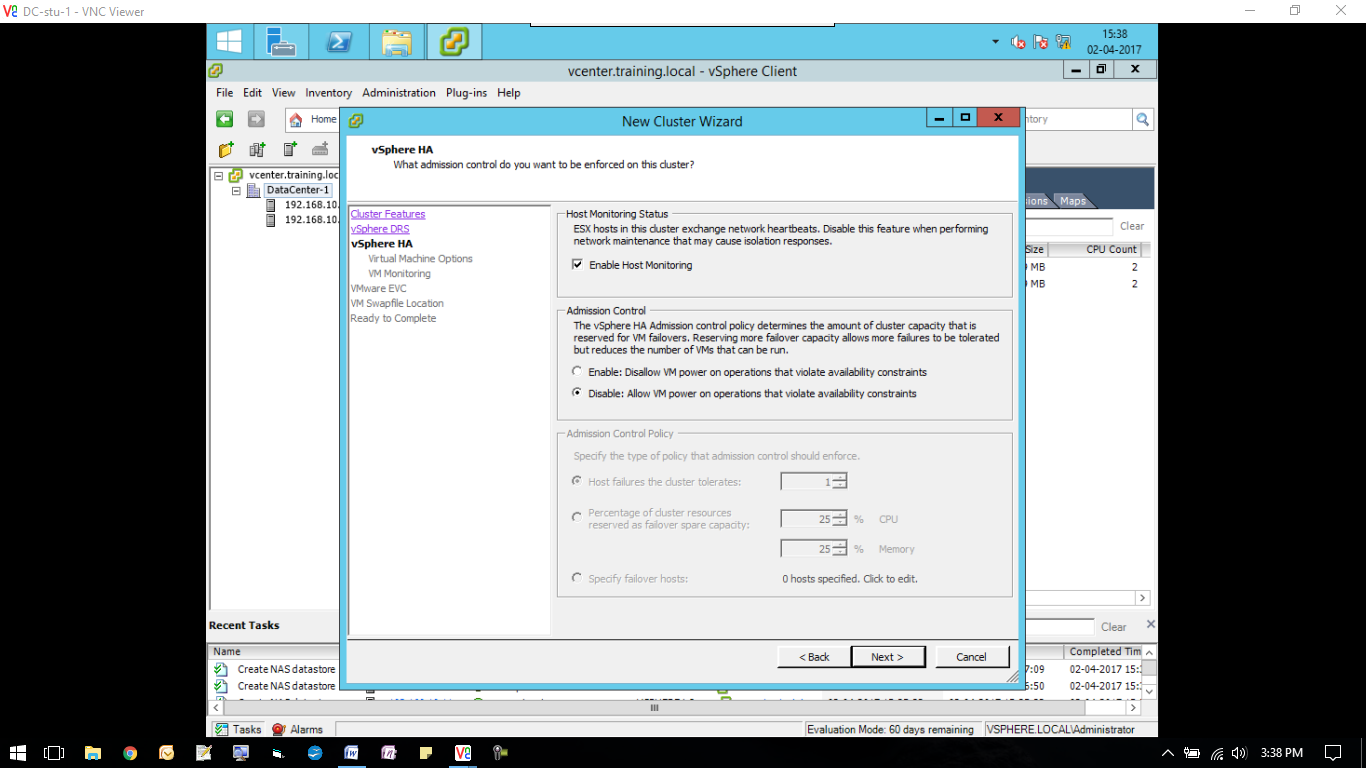 DC-stu-1 - VNC Viewer
15:38
02-04-2017
vcenter.training.local - vSphere Client
File Edit View Inventory Administration Plug-ins Help
Home
New Cluster Wizard
vSphere HA
What admission control do you want to be enforced on this cluster?
vcenter.training.loc
DataCenter-1
192.168.10.
192.168.10.
Cluster Features
vSphere DRS
vSphere HA
Virtual Machine Options
VM Monitoring
VMware EVC
VM Swapfile Location
Ready to Complete
Host Monitoring Status
ESX hosts in this cluster exchange network heartbeats. Disable this feature when performing
network maintenance that may cause isolation responses.
Enable Host Monitoring
Admission Control
The vSphere HA Admission control policy determines the amount of cluster capacity that is
reserved for VM failovers. Reserving more failover capacity allows more failures to be tolerated
but reduces the number of VMs that can be run.
Enable: Disallow VM power on operations that violate availability constraints
Disable: Allow VM power on operations that violate availability constraints
Admission Control Policy
Specify the type of policy that admission control should enforce.
Host failures the cluster tolerates: 1
Percentage of cluster resources
reserved as failover spare capacity:
25 % CPU
25 % Memory
Specify failover hosts: 0 hosts specified. Click to edit.
< Back Next > Cancel
ntory
ions Maps
Clear
Size CPU Count
MB 2
MB 2
Recent Tasks
Clear
Name Completed Tim
Create NAS datastore 7:09 02-04-2017 15:
Create NAS datastore 5:50 02-04-2017 15:
Tasks Alarms Evaluation Mode: 60 days remaining VSPHERE.LOCAL\Administrator
3:38 PM